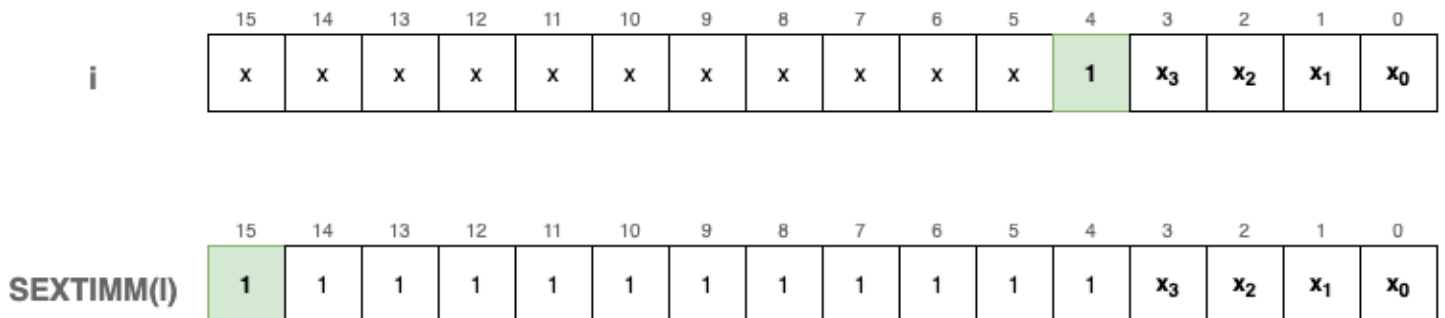 15 14 13 12 11 10 9 8 7 6 5 4 3 2 1 0
i x x x x x x x x x x x 1 x₃ x₂ x₁ x₀
15 14 13 12 11 10 9 8 7 6 5 4 3 2 1 0
SEXTIMM(I) 1 1 1 1 1 1 1 1 1 1 1 1 x₃ x₂ x₁ x₀